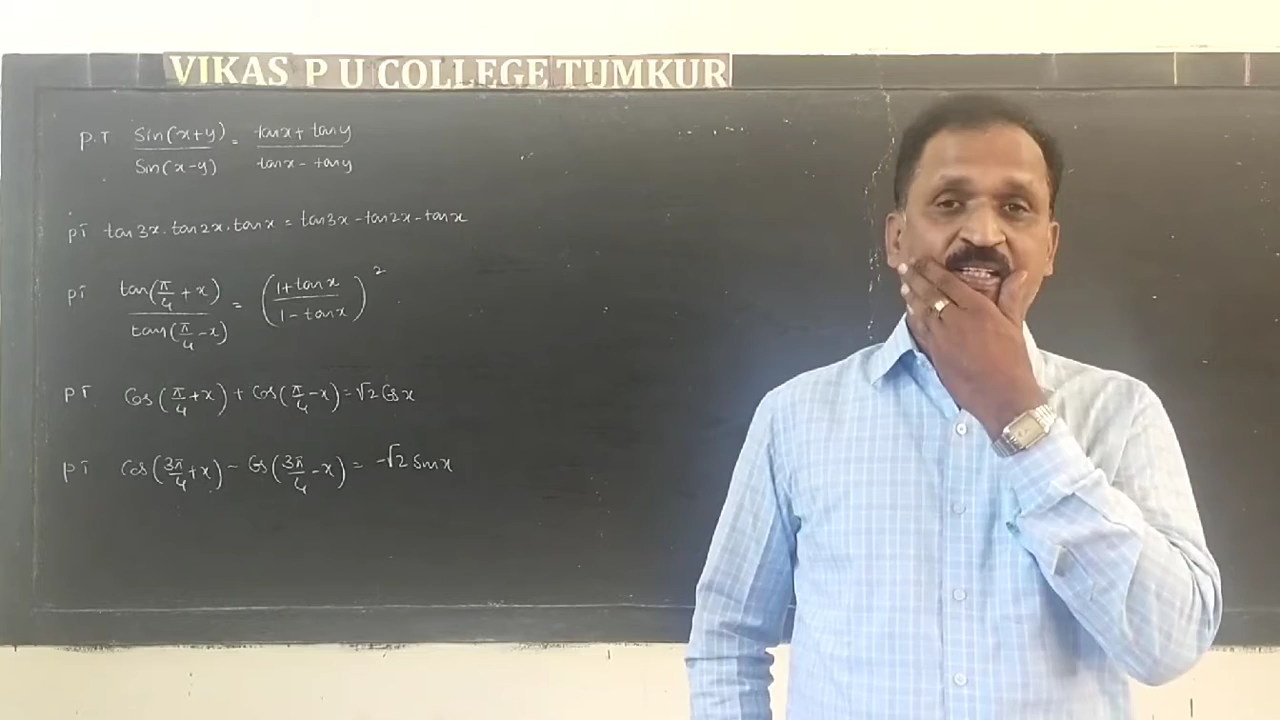 VIKAS P U COLLEGE TUMKUR
P.T Sin(x+y)/Sin(x-y) = tanx + tany/tanx - tany
PT tan3x.tan2x.tanx = tan3x-tan2x-tanx
PT tan(π/4 + x)/tan(π/4 - x) = (1+tanx/1-tanx)²
PT Cos(π/4+x) + Cos(π/4-x) = √2 Cosx
PT Cos(3π/4+x) - Cos(3π/4-x) = -√2 Sinx